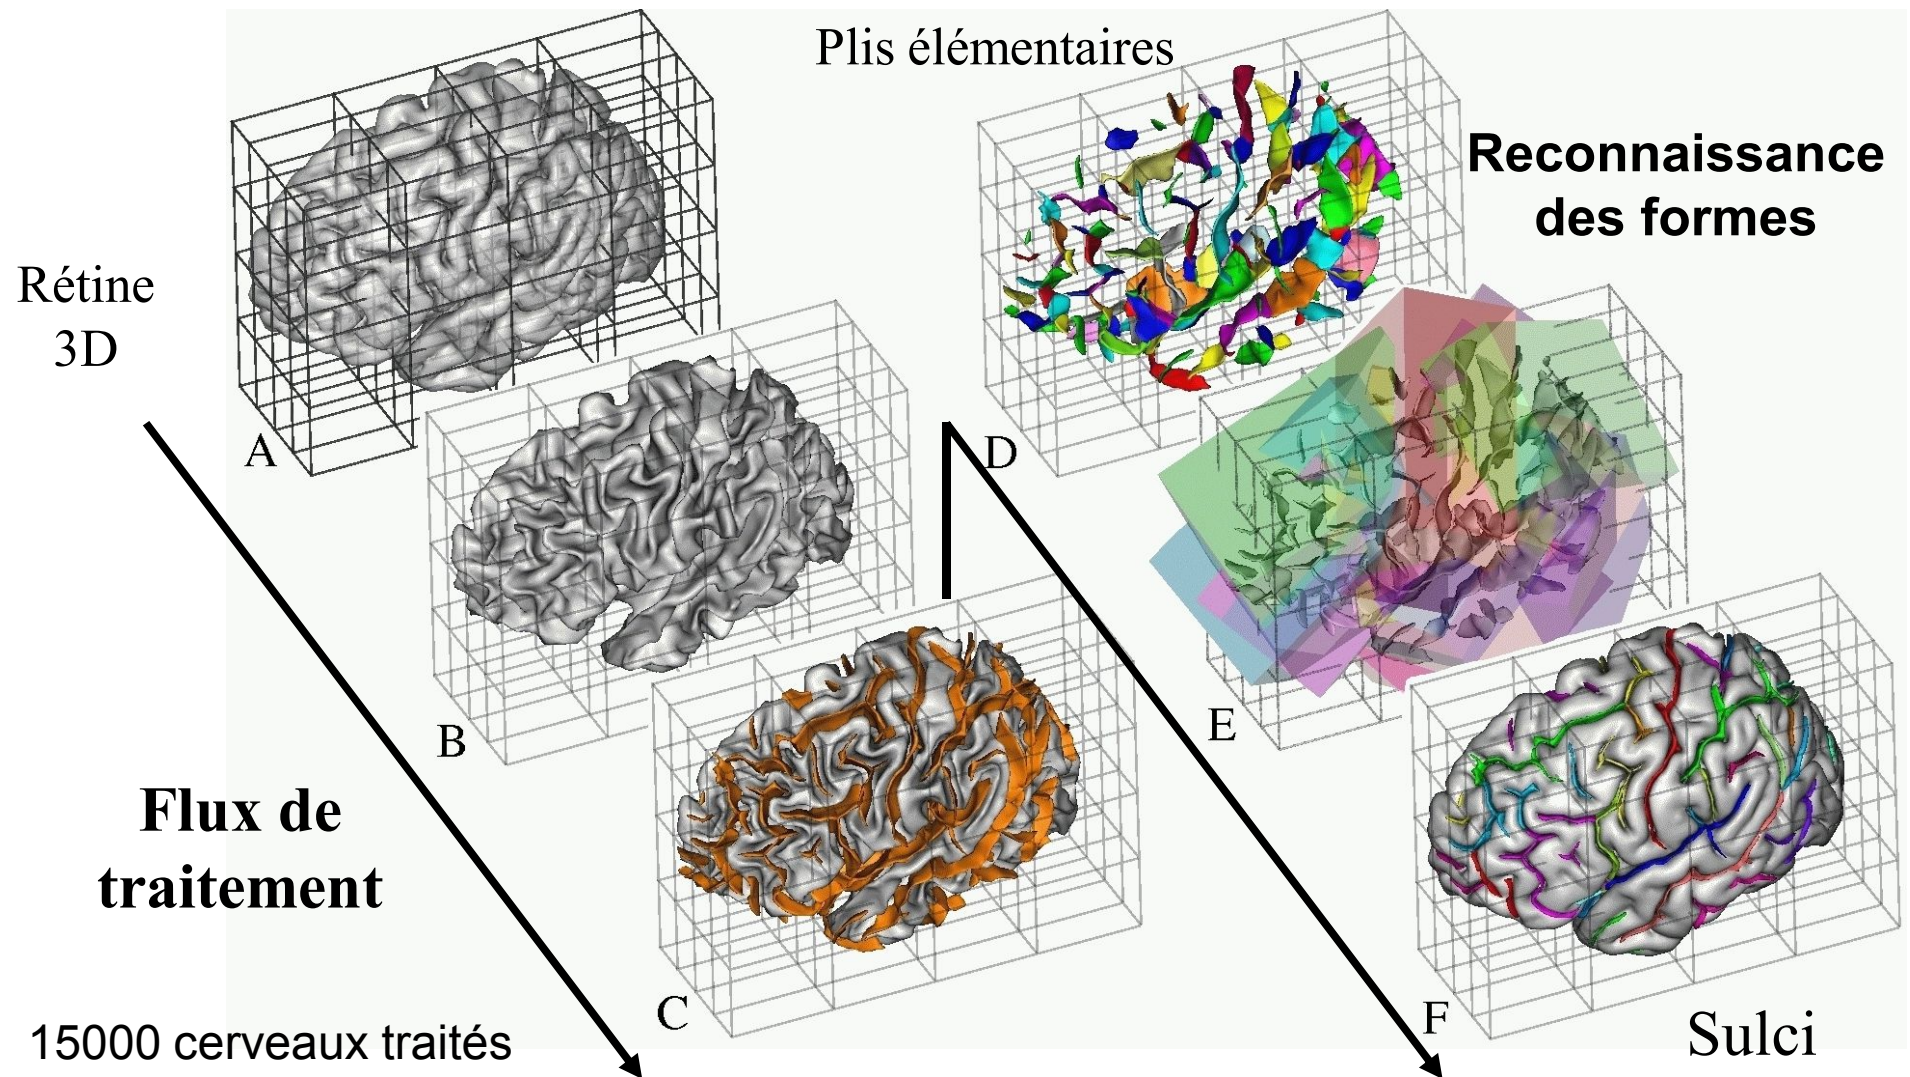 Plis élémentaires
Reconnaissance
des formes
Rétine
3D
A
D
B
E
Flux de
traitement
C
F
Sulci
15000 cerveaux traités